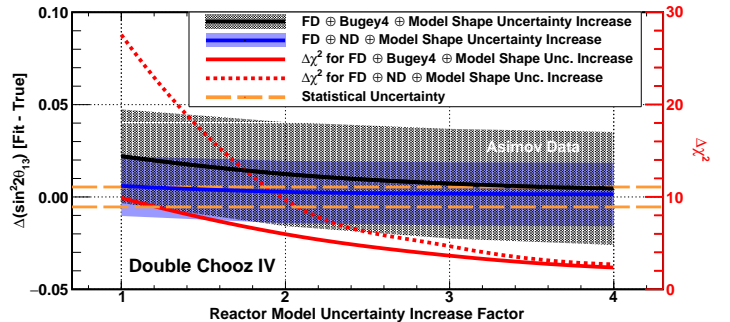 FD ⊕ Bugey4 ⊕ Model Shape Uncertainty Increase
FD ⊕ ND ⊕ Model Shape Uncertainty Increase
Δχ² for FD ⊕ Bugey4 ⊕ Model Shape Unc. Increase
Δχ² for FD ⊕ ND ⊕ Model Shape Unc. Increase
Statistical Uncertainty
Asimov Data
Double Chooz IV
Δ(sin²2θ₁₃) [Fit - True]
0.10
0.05
0.00
−0.05
1
2
3
4
Reactor Model Uncertainty Increase Factor
30
20
10
0
Δχ²